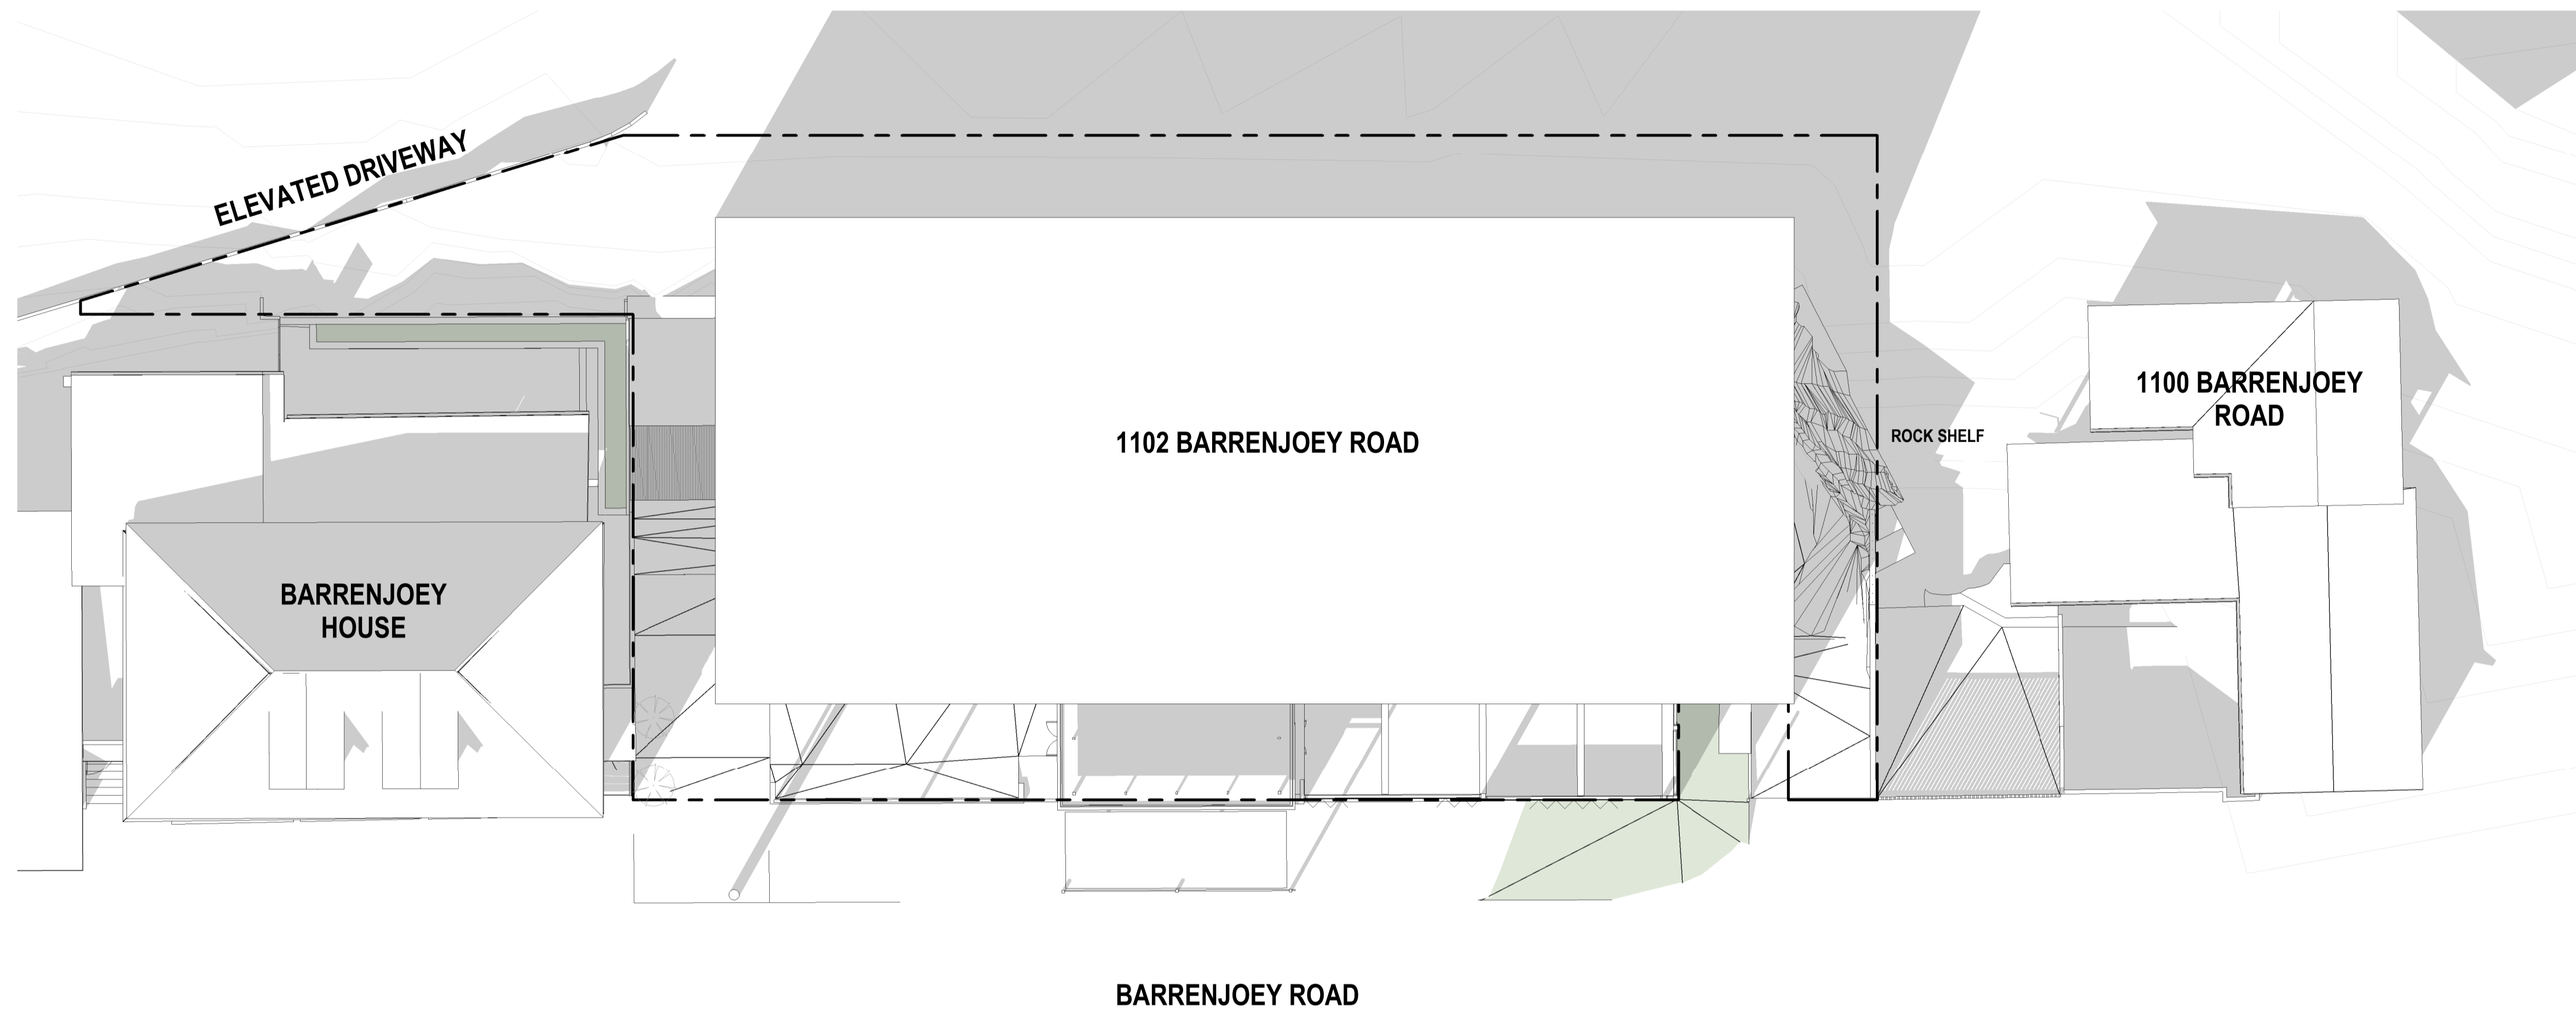 ELEVATED DRIVEWAY
1100 BARRENJOEY
ROAD
1102 BARRENJOEY ROAD
ROCK SHELF
BARRENJOEY
HOUSE
BARRENJOEY ROAD